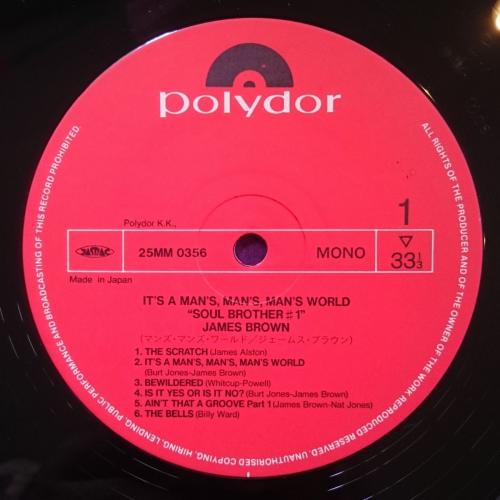 polydor
1
Polydor K.K.,
JASRAC
25MM 0356
MONO
33 1/3
Made in Japan
IT'S A MAN'S, MAN'S, MAN'S WORLD
"SOUL BROTHER #1"
JAMES BROWN
(マンズ・マンズ・ワールド/ジェームス・ブラウン)
1. THE SCRATCH (James Alston)
2. IT'S A MAN'S, MAN'S, MAN'S WORLD
(Burt Jones-James Brown)
3. BEWILDERED (Whitcup-Powell)
4. IS IT YES OR IS IT NO? (Burt Jones-James Brown)
5. AIN'T THAT A GROOVE Part 1 (James Brown-Nat Jones)
6. THE BELLS (Billy Ward)
ALL RIGHTS OF THE PRODUCER AND OF THE OWNER OF THE WORK REPRODUCED RESERVED. UNAUTHORISED COPYING, HIRING, LENDING, PUBLIC PERFORMANCE AND BROADCASTING OF THIS RECORD PROHIBITED.